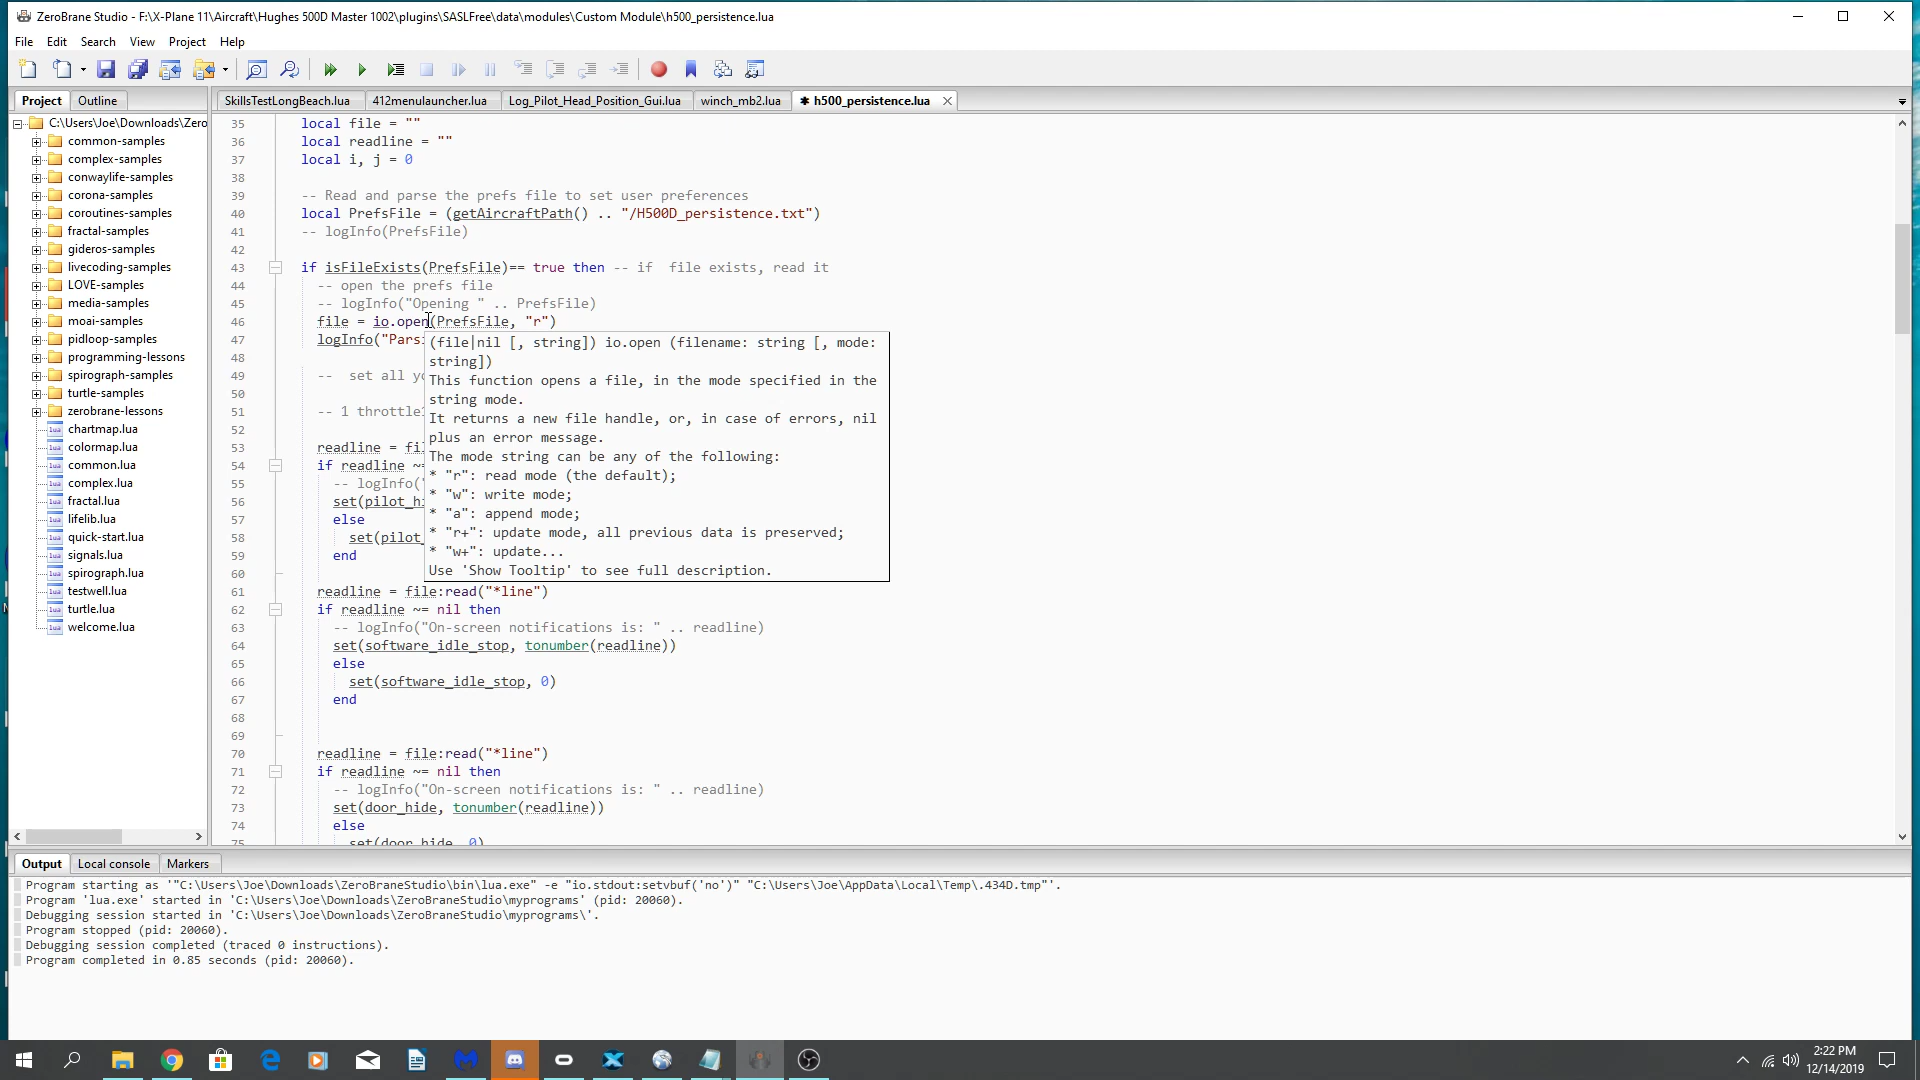 ZeroBrane Studio - F:\X-Plane 11\Aircraft\Hughes 500D Master 1002\plugins\SASLFree\data\modules\Custom Module\h500_persistence.lua
File Edit Search View Project Help
Project Outline
SkillsTestLongBeach.lua 412menulauncher.lua Log_Pilot_Head_Position_Gui.lua winch_mb2.lua ✱ h500_persistence.lua
C:\Users\Joe\Downloads\Zero
common-samples
complex-samples
conwaylife-samples
corona-samples
coroutines-samples
fractal-samples
gideros-samples
livecoding-samples
LOVE-samples
media-samples
moai-samples
pidloop-samples
programming-lessons
spirograph-samples
turtle-samples
zerobrane-lessons
chartmap.lua
colormap.lua
common.lua
complex.lua
fractal.lua
lifelib.lua
quick-start.lua
signals.lua
spirograph.lua
testwell.lua
turtle.lua
welcome.lua
35 local file = ""
36 local readline = ""
37 local i, j = 0
38
39 -- Read and parse the prefs file to set user preferences
40 local PrefsFile = (getAircraftPath() .. "/H500D_persistence.txt")
41 -- logInfo(PrefsFile)
42
43 if isFileExists(PrefsFile)== true then -- if  file exists, read it
44 -- open the prefs file
45 -- logInfo("Opening " .. PrefsFile)
46 file = io.open(PrefsFile, "r")
47 logInfo("Parsi
48
49 --  set all yo
50
51 -- 1 throttle1
52
53 readline = fil
54 if readline ~=
55 -- logInfo("
56 set(pilot_hi
57 else
58 set(pilot_
59 end
60
61 readline = file:read("*line")
62 if readline ~= nil then
63 -- logInfo("On-screen notifications is: " .. readline)
64 set(software_idle_stop, tonumber(readline))
65 else
66 set(software_idle_stop, 0)
67 end
68
69
70 readline = file:read("*line")
71 if readline ~= nil then
72 -- logInfo("On-screen notifications is: " .. readline)
73 set(door_hide, tonumber(readline))
74 else
75 set(door_hide, 0)
(file|nil [, string]) io.open (filename: string [, mode:
string])
This function opens a file, in the mode specified in the
string mode.
It returns a new file handle, or, in case of errors, nil
plus an error message.
The mode string can be any of the following:
* "r": read mode (the default);
* "w": write mode;
* "a": append mode;
* "r+": update mode, all previous data is preserved;
* "w+": update...
Use 'Show Tooltip' to see full description.
Output Local console Markers
Program starting as '"C:\Users\Joe\Downloads\ZeroBraneStudio\bin\lua.exe" -e "io.stdout:setvbuf('no')" "C:\Users\Joe\AppData\Local\Temp\.434D.tmp"'.
Program 'lua.exe' started in 'C:\Users\Joe\Downloads\ZeroBraneStudio\myprograms' (pid: 20060).
Debugging session started in 'C:\Users\Joe\Downloads\ZeroBraneStudio\myprograms\'.
Program stopped (pid: 20060).
Debugging session completed (traced 0 instructions).
Program completed in 0.85 seconds (pid: 20060).
2:22 PM
12/14/2019